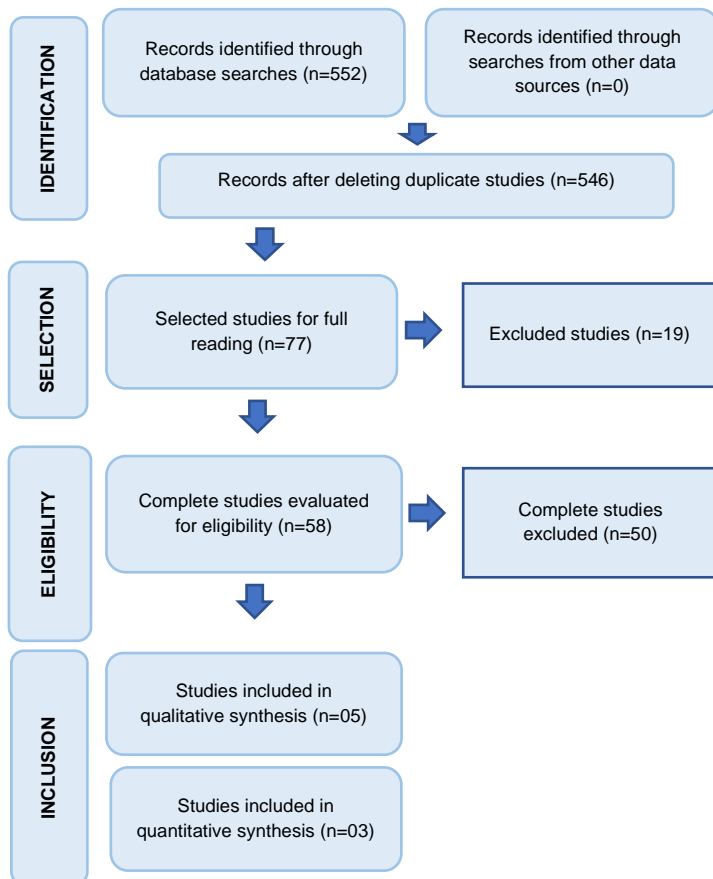 IDENTIFICATION
Records identified through
database searches (n=552)
Records identified through
searches from other data
sources (n=0)
Records after deleting duplicate studies (n=546)
SELECTION
Selected studies for full
reading (n=77)
Excluded studies (n=19)
ELIGIBILITY
Complete studies evaluated
for eligibility (n=58)
Complete studies
excluded (n=50)
INCLUSION
Studies included in
qualitative synthesis (n=05)
Studies included in
quantitative synthesis (n=03)